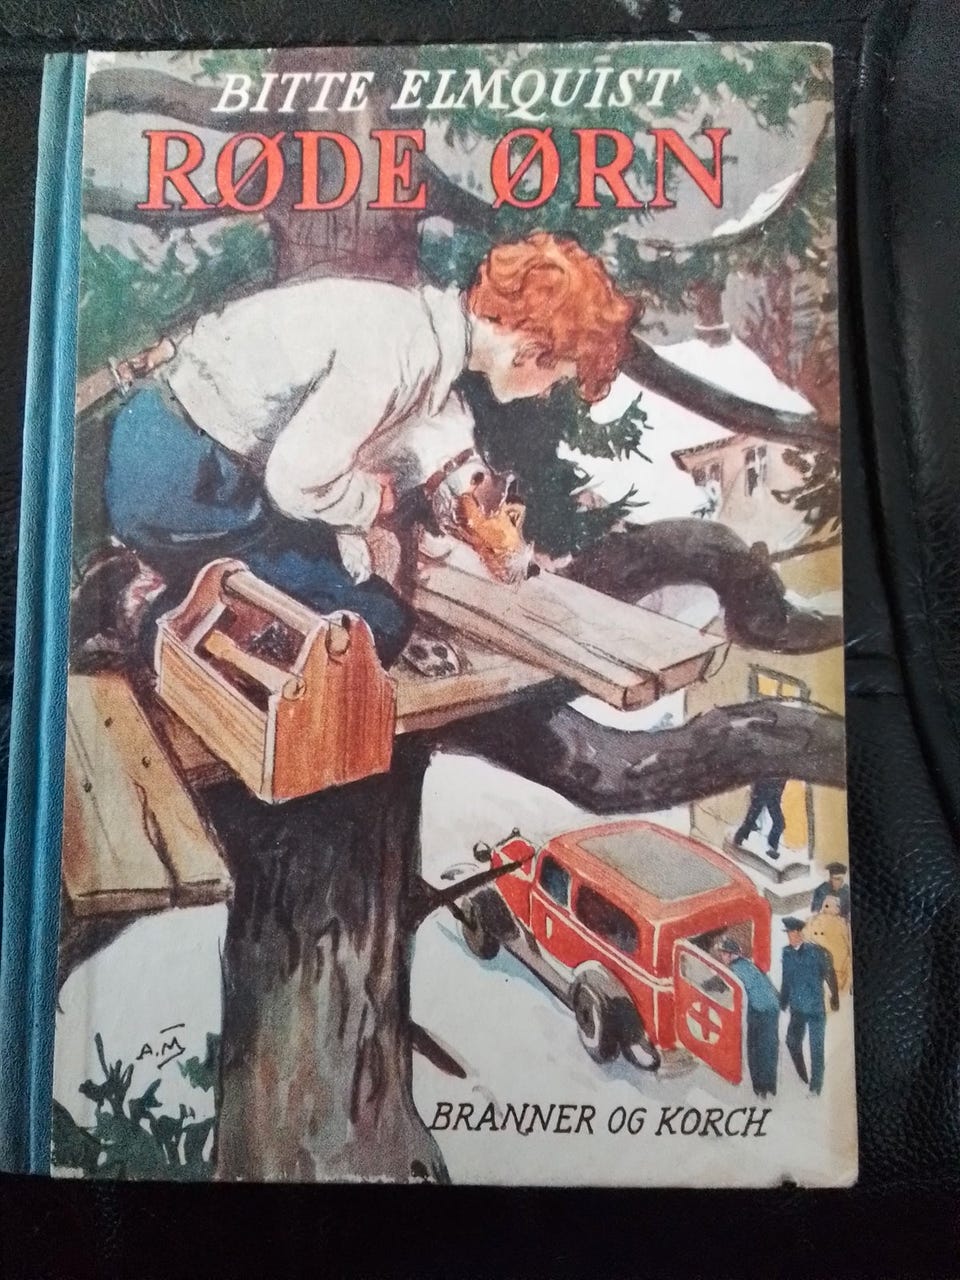 BITTE ELMQUIST
RØDE ØRN
A.M
BRANNER OG KORCH